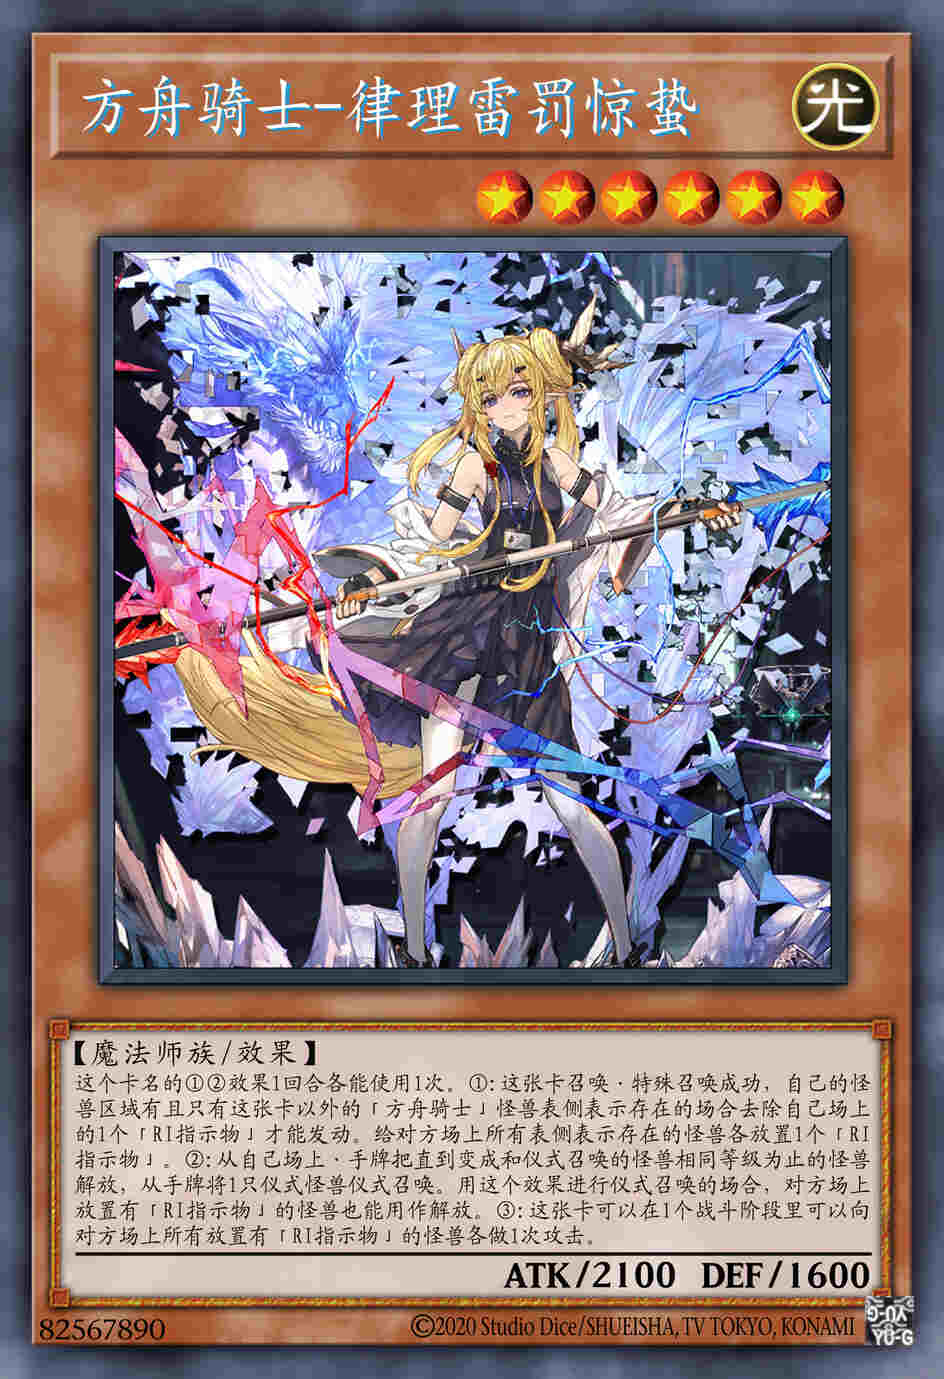 方舟骑士-律理雷罚惊蛰
光
【魔法师族/效果】
这个卡名的①②效果1回合各能使用1次。①:这张卡召唤·特殊召唤成功，自己的怪
兽区域有且只有这张卡以外的「方舟骑士」怪兽表侧表示存在的场合去除自己场上
的1个「RI指示物」才能发动。给对方场上所有表侧表示存在的怪兽各放置1个「RI
指示物」。②:从自己场上、手牌把直到变成和仪式召唤的怪兽相同等级为止的怪兽
解放，从手牌将1只仪式怪兽仪式召唤。用这个效果进行仪式召唤的场合，对方场上
放置有「RI指示物」的怪兽也能用作解放。③:这张卡可以在1个战斗阶段里可以向
对方场上所有放置有「RI指示物」的怪兽各做1次攻击。
ATK/2100 DEF/1600
82567890
©2020 Studio Dice/SHUEISHA, TV TOKYO, KONAMI